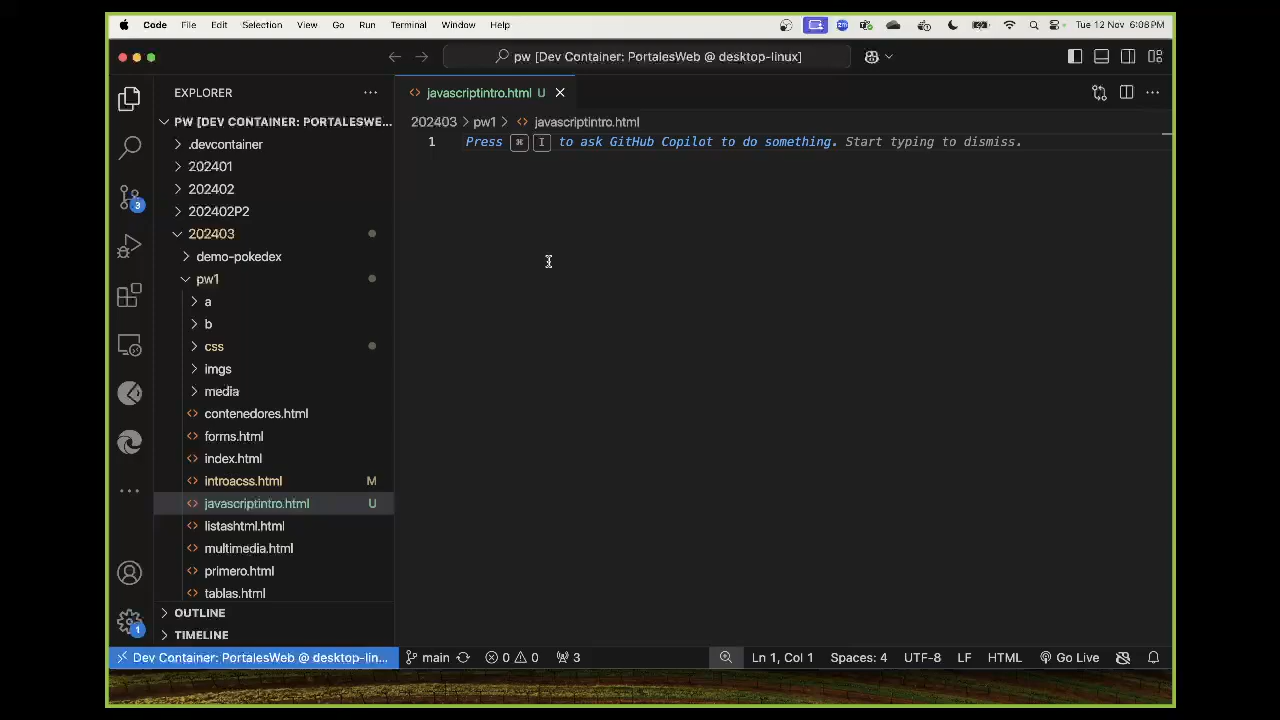 Code File Edit Selection View Go Run Terminal Window Help zm Tue 12 Nov 6:08 PM
pw [Dev Container: PortalesWeb @ desktop-linux]
EXPLORER
javascriptintro.html U
PW [DEV CONTAINER: PORTALESWE...
202403 > pw1 > javascriptintro.html
1 Press ⌘ I to ask GitHub Copilot to do something. Start typing to dismiss.
.devcontainer
202401
202402
3
202402P2
202403
demo-pokedex
pw1
a
b
css
imgs
media
contenedores.html
forms.html
index.html
introacss.html M
javascriptintro.html U
listashtml.html
multimedia.html
primero.html
tablas.html
OUTLINE
1
TIMELINE
Dev Container: PortalesWeb @ desktop-lin... main 0 0 3 Ln 1, Col 1 Spaces: 4 UTF-8 LF HTML Go Live